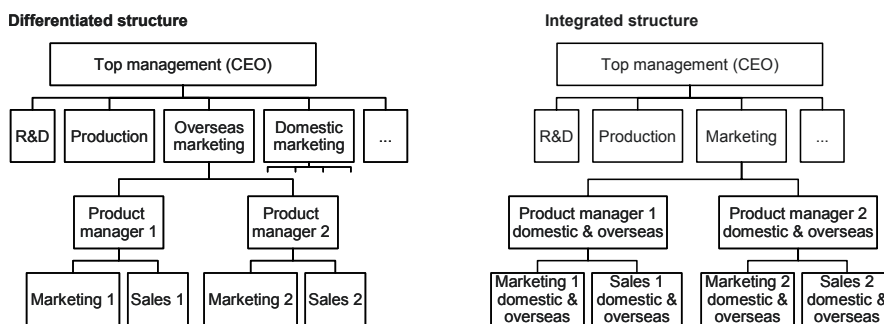 Differentiated structure
Top management (CEO)
R&D
Production
Overseas
marketing
Domestic
marketing
...
Product
manager 1
Product
manager 2
Marketing 1
Sales 1
Marketing 2
Sales 2
Integrated structure
Top management (CEO)
R&D
Production
Marketing
...
Product manager 1
domestic & overseas
Product manager 2
domestic & overseas
Marketing 1
domestic &
overseas
Sales 1
domestic &
overseas
Marketing 2
domestic &
overseas
Sales 2
domestic &
overseas